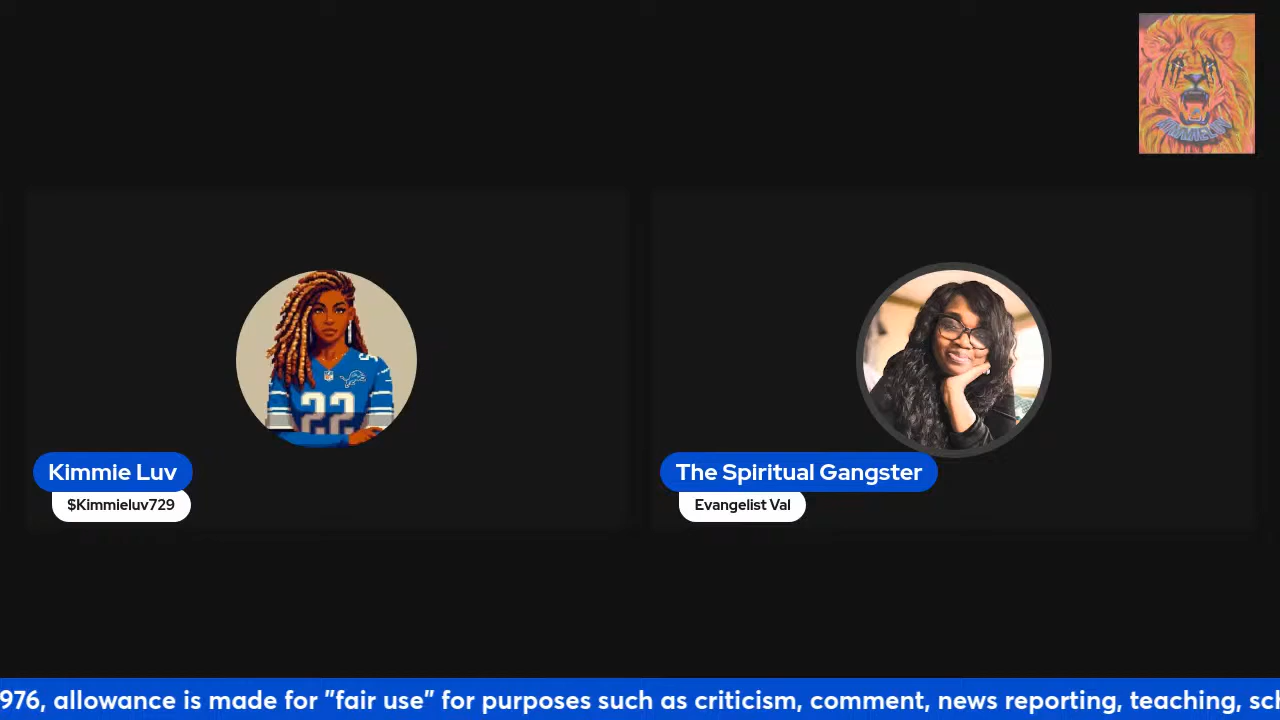 22
Kimmie Luv
$Kimmieluv729
The Spiritual Gangster
Evangelist Val
976, allowance is made for "fair use" for purposes such as criticism, comment, news reporting, teaching, sch